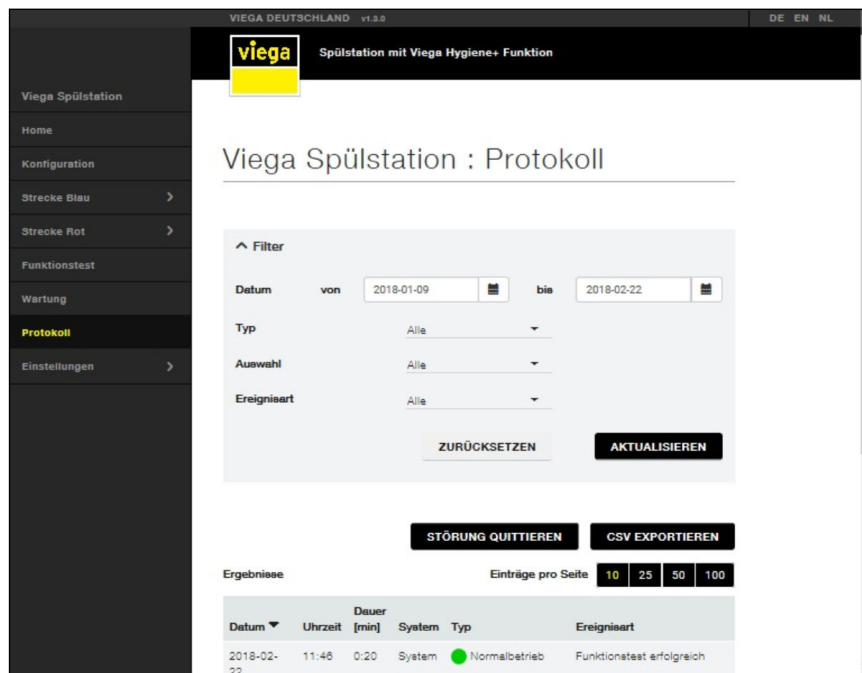 VIEGA DEUTSCHLAND v1.3.0
DE EN NL
viega
Spülstation mit Viega Hygiene+ Funktion
Viega Spülstation
Home
Konfiguration
Strecke Blau
Strecke Rot
Funktionstest
Wartung
Protokoll
Einstellungen
Viega Spülstation : Protokoll
Filter
Datum von 2018-01-09 bis 2018-02-22
Typ Alle
Auswahl Alle
Ereignisart Alle
ZURÜCKSETZEN AKTUALISIEREN
STÖRUNG QUITTIEREN CSV EXPORTIEREN
Ergebnisse Einträge pro Seite 10 25 50 100
Datum Uhrzeit Dauer [min] System Typ Ereignisart
2018-02-22 11:46 0:20 System Normalbetrieb Funktionstest erfolgreich